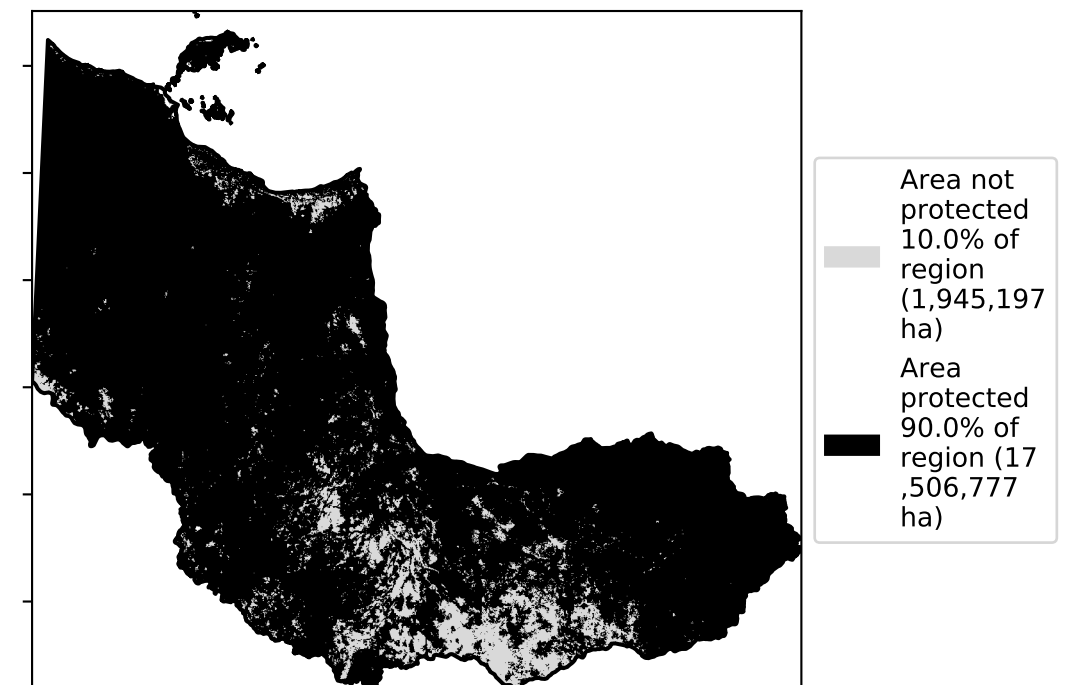 Area not
protected
10.0% of
region
(1,945,197
ha)
Area
protected
90.0% of
region (17
,506,777
ha)